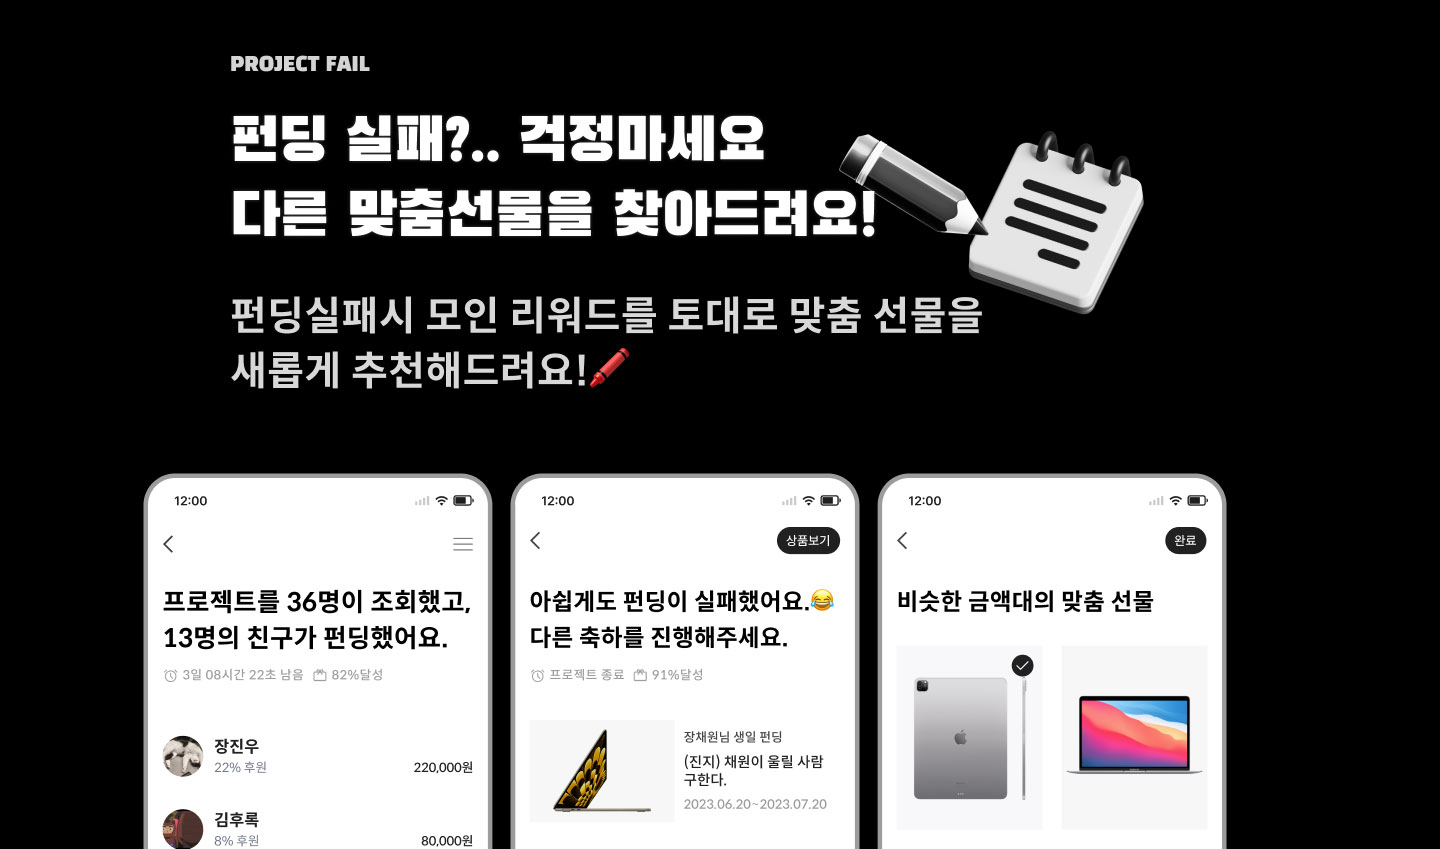 PROJECT FAIL
펀딩 실패?.. 걱정마세요
다른 맞춤선물을 찾아드려요!
펀딩실패시 모인 리워드를 토대로 맞춤 선물을
새롭게 추천해드려요!
12:00
프로젝트를 36명이 조회했고,
13명의 친구가 펀딩했어요.
3일 08시간 22초 남음 82%달성
장진우
22% 후원
220,000원
김후록
8% 후원
80,000원
12:00
상품보기
아쉽게도 펀딩이 실패했어요.😂
다른 축하를 진행해주세요.
프로젝트 종료 91%달성
장채원님 생일 펀딩
(진지) 채원이 울릴 사람
구한다.
2023.06.20~2023.07.20
12:00
완료
비슷한 금액대의 맞춤 선물